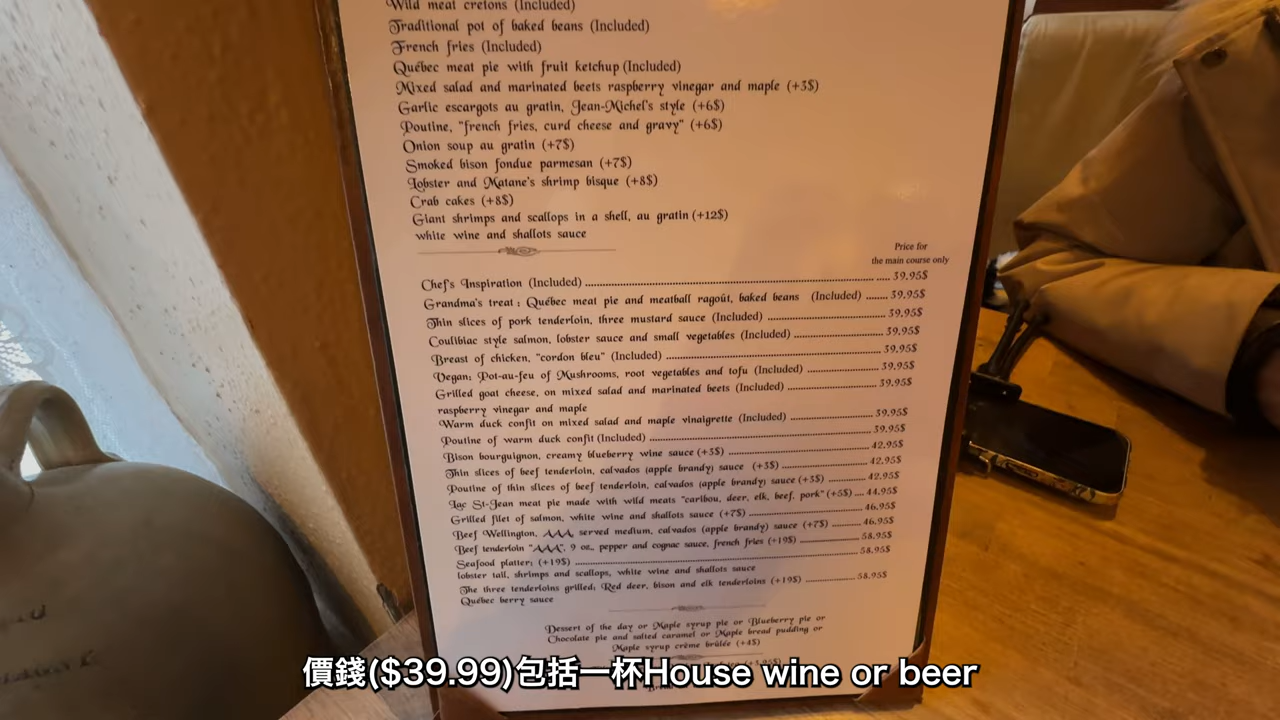 Wild meat cretons (Included)
Traditional pot of baked beans (Included)
French fries (Included)
Québec meat pie with fruit ketchup (Included)
Mixed salad and marinated beets raspberry vinegar and maple (+3$)
Garlic escargots au gratin, Jean-Michel's style (+6$)
Poutine, "french fries, curd cheese and gravy" (+6$)
Onion soup au gratin (+7$)
Smoked bison fondue parmesan (+7$)
Lobster and Matane's shrimp bisque (+8$)
Crab cakes (+8$)
Giant shrimps and scallops in a shell, au gratin (+12$)
white wine and shallots sauce
Price for
the main course only
Chef's Inspiration (Included) 39.95$
Grandma's treat : Québec meat pie and meatball ragoût, baked beans (Included) 39.95$
Thin slices of pork tenderloin, three mustard sauce (Included) 39.95$
Coulibiac style salmon, lobster sauce and small vegetables (Included) 39.95$
Breast of chicken, "cordon bleu" (Included) 39.95$
Vegan: Pot-au-feu of Mushrooms, root vegetables and tofu (Included) 39.95$
Grilled goat cheese, on mixed salad and marinated beets (Included) 39.95$
raspberry vinegar and maple
Warm duck confit on mixed salad and maple vinaigrette (Included) 39.95$
Poutine of warm duck confit (Included) 39.95$
Bison bourguignon, creamy blueberry wine sauce (+3$) 42.95$
Thin slices of beef tenderloin, calvados (apple brandy) sauce (+3$) 42.95$
Poutine of thin slices of beef tenderloin, calvados (apple brandy) sauce (+3$) 42.95$
Lac St-Jean meat pie made with wild meats "caribou, deer, elk, beef, pork" (+5$) 44.95$
Grilled filet of salmon, white wine and shallots sauce (+7$) 46.95$
Beef Wellington, AAA served medium, calvados (apple brandy) sauce (+7$) 46.95$
Beef tenderloin "AAA", 9 oz., pepper and cognac sauce, french fries (+19$) 58.95$
Seafood platter: (+19$) 58.95$
lobster tail, shrimps and scallops, white wine and shallots sauce
The three tenderloins grilled: Red deer, bison and elk tenderloins (+19$) 58.95$
Québec berry sauce
Dessert of the day or Maple syrup pie or Blueberry pie or
Chocolate pie and salted caramel or Maple bread pudding or
Maple syrup crème brûlée (+4$)
價錢($39.99)包括一杯House wine or beer